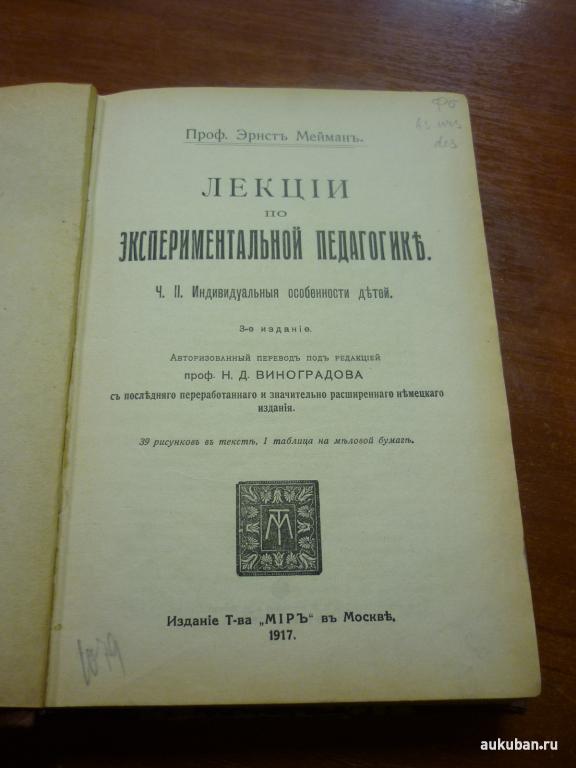 Проф. Эрнстъ Мейманъ.
ЛЕКЦІИ
ПО
ЭКСПЕРИМЕНТАЛЬНОЙ ПЕДАГОГИКѢ.
Ч. II. Индивидуальныя особенности дѣтей.
3-е изданіе.
Авторизованный переводъ подъ редакціей
проф. Н. Д. ВИНОГРАДОВА
съ послѣдняго переработаннаго и значительно расширеннаго нѣмецкаго
изданія.
39 рисунковъ въ текстѣ, 1 таблица на мѣловой бумагѣ.
Изданіе Т-ва „МІРЪ" въ Москвѣ,
1917.
1079
aukuban.ru